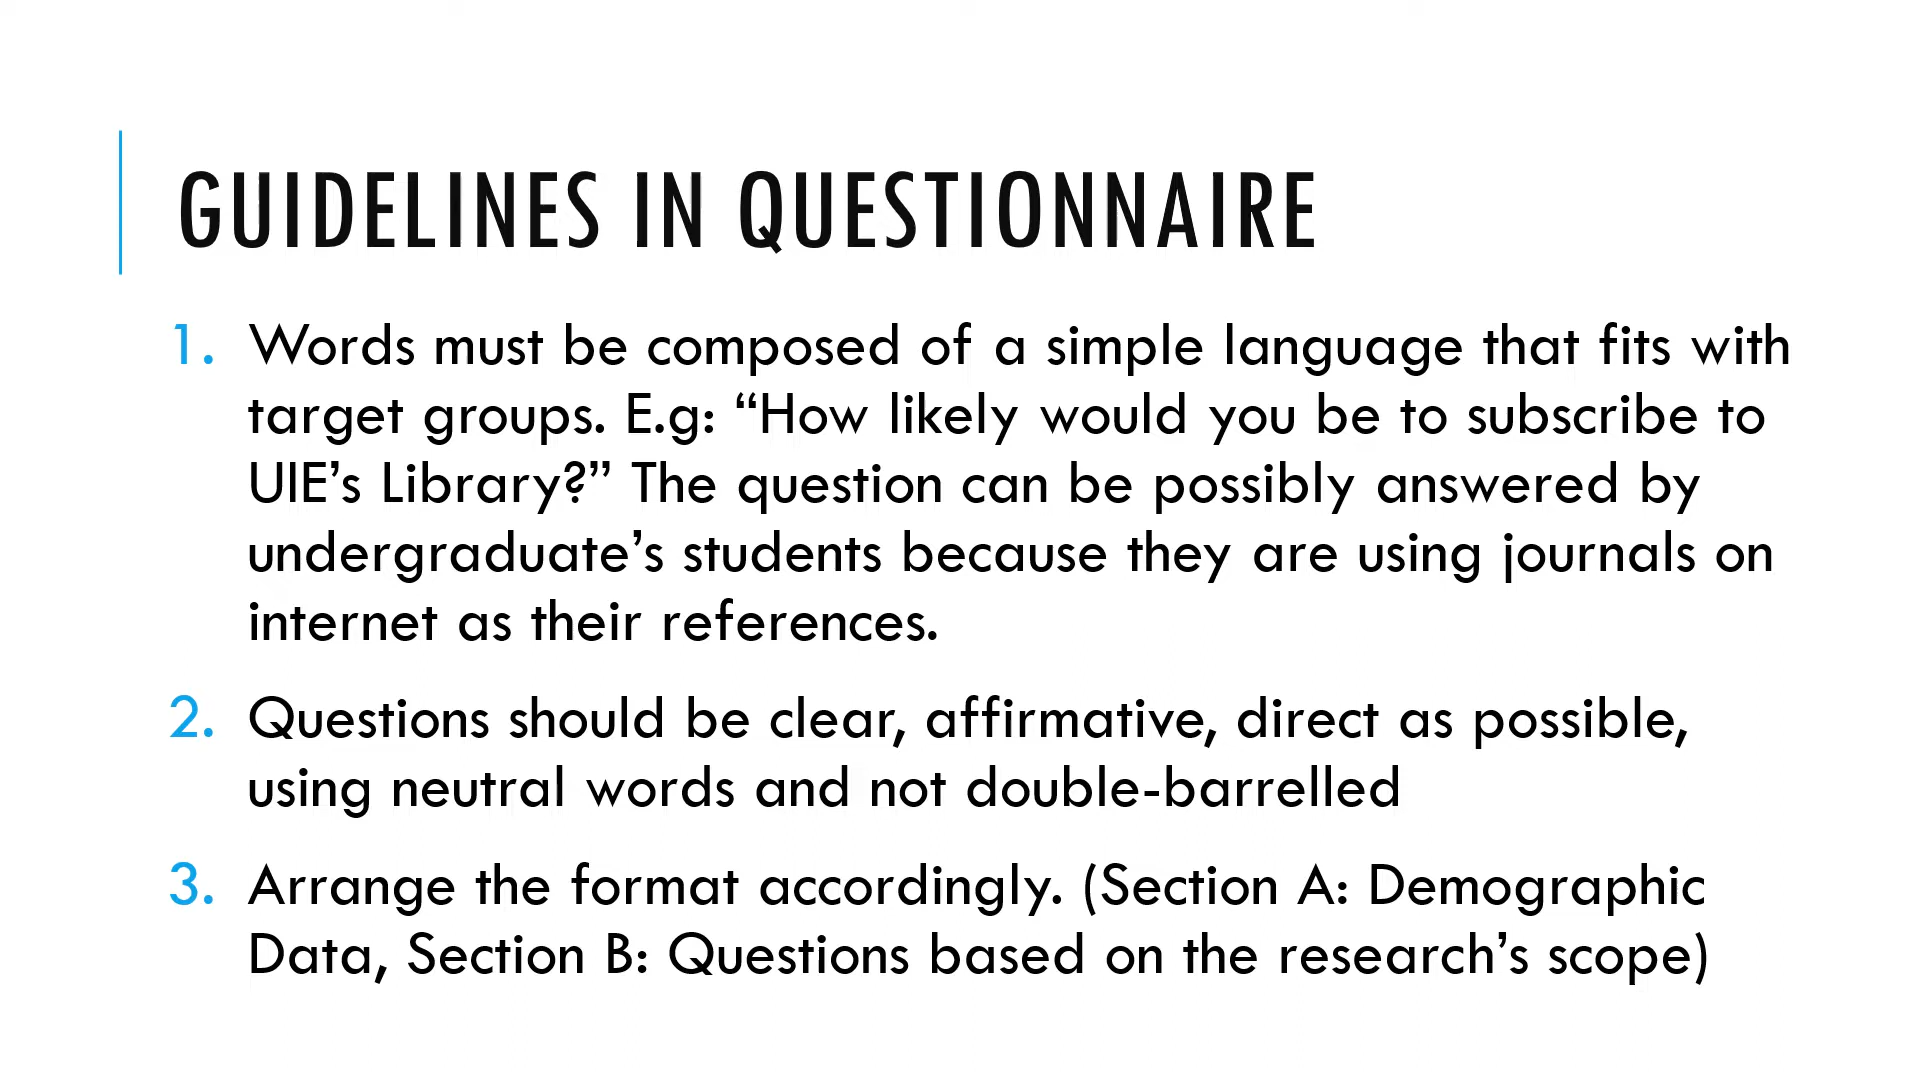 GUIDELINES IN QUESTIONNAIRE
1. Words must be composed of a simple language that fits with
target groups. E.g: “How likely would you be to subscribe to
UIE’s Library?” The question can be possibly answered by
undergraduate’s students because they are using journals on
internet as their references.
2. Questions should be clear, affirmative, direct as possible,
using neutral words and not double-barrelled
3. Arrange the format accordingly. (Section A: Demographic
Data, Section B: Questions based on the research’s scope)